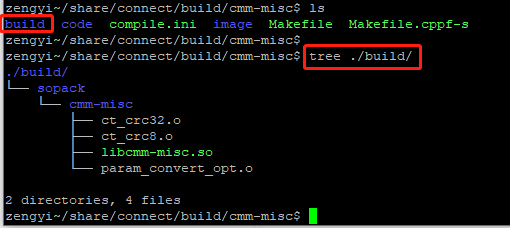 zengyi~/share/connect/build/cmm-misc$ ls
build code compile.ini image Makefile Makefile.cppf-s
zengyi~/share/connect/build/cmm-misc$
zengyi~/share/connect/build/cmm-misc$ tree ./build/
./build/
└── sopack
    └── cmm-misc
        ├── ct_crc32.o
        ├── ct_crc8.o
        ├── libcmm-misc.so
        └── param_convert_opt.o
2 directories, 4 files
zengyi~/share/connect/build/cmm-misc$